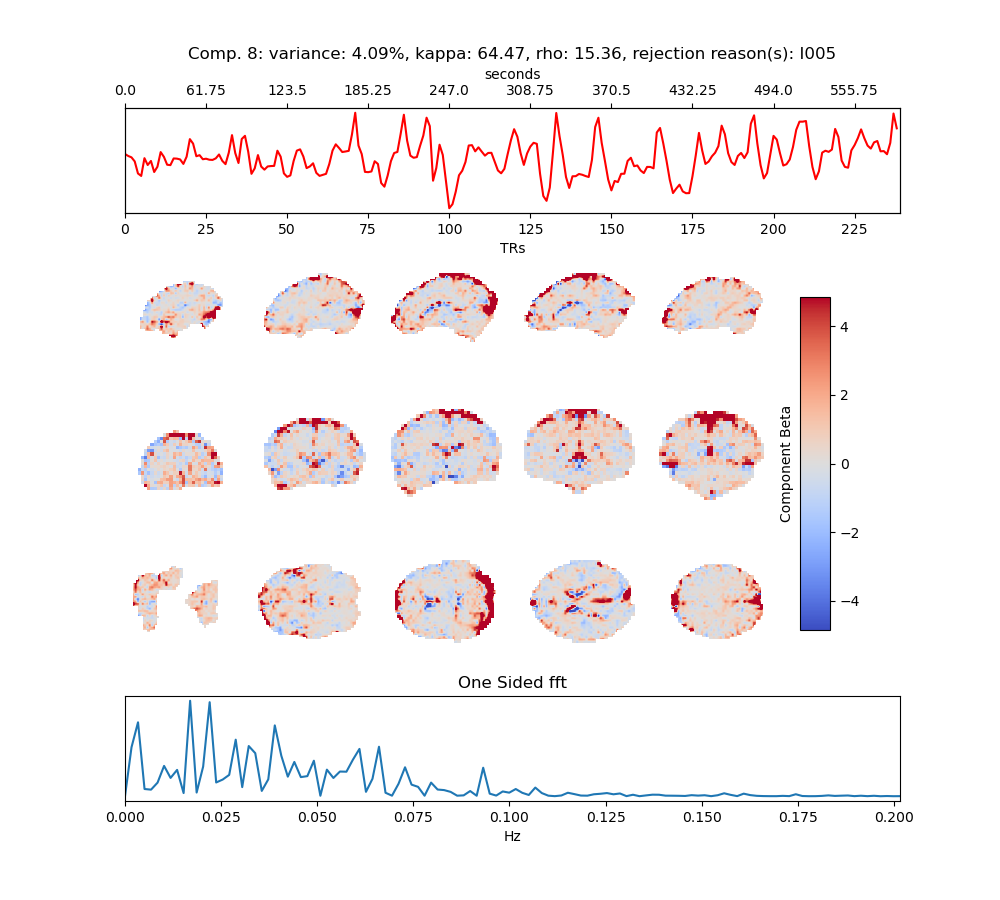 Comp. 8: variance: 4.09%, kappa: 64.47, rho: 15.36, rejection reason(s): I005
seconds
0.0 61.75 123.5 185.25 247.0 308.75 370.5 432.25 494.0 555.75
0 25 50 75 100 125 150 175 200 225
TRs
4
2
0
−2
−4
Component Beta
One Sided fft
0.000 0.025 0.050 0.075 0.100 0.125 0.150 0.175 0.200
Hz